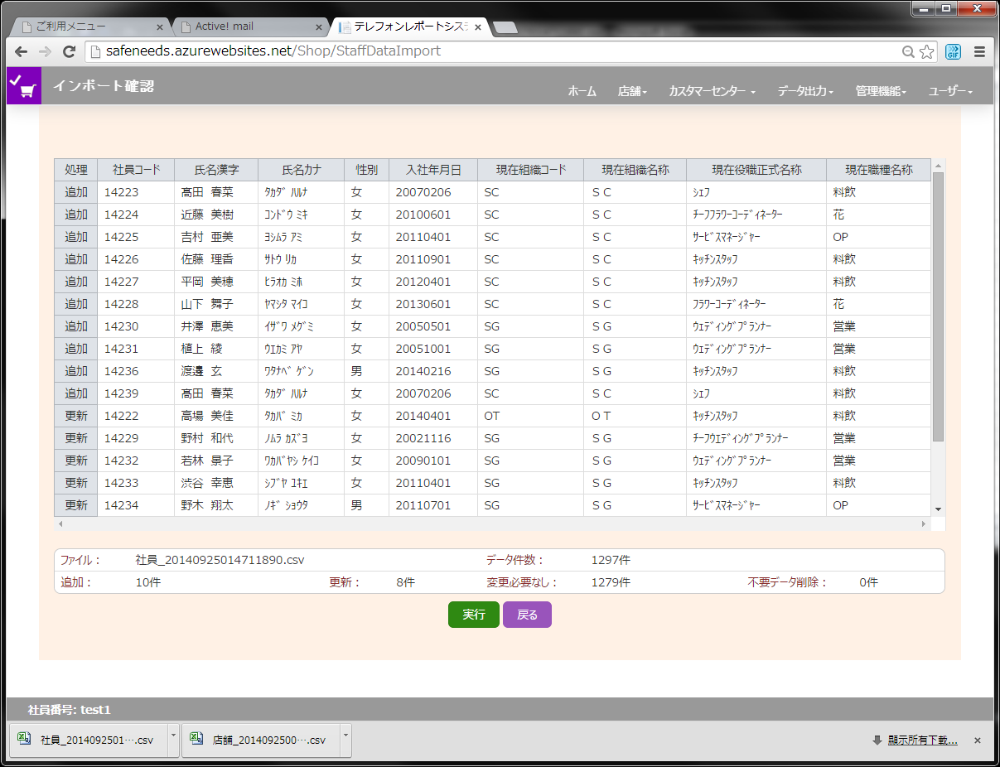 ご利用メニュー Active! mail テレフォンレポートシス
safeneeds.azurewebsites.net/Shop/StaffDataImport GIF
インポート確認 ホーム 店舗 カスタマーセンター データ出力 管理機能 ユーザー
処理 社員コード 氏名漢字 氏名カナ 性別 入社年月日 現在組織コード 現在組織名称 現在役職正式名称 現在職種名称
追加 14223 高田 春菜 ﾀｶﾀﾞ ﾊﾙﾅ 女 20070206 SC ＳＣ ｼｪﾌ 料飲
追加 14224 近藤 美樹 ｺﾝﾄﾞｳ ﾐｷ 女 20100601 SC ＳＣ ﾁｰﾌﾌﾗﾜｰｺｰﾃﾞｨﾈｰﾀｰ 花
追加 14225 吉村 亜美 ﾖｼﾑﾗ ｱﾐ 女 20110401 SC ＳＣ ｻｰﾋﾞｽﾏﾈｰｼﾞｬｰ OP
追加 14226 佐藤 理香 ｻﾄｳ ﾘｶ 女 20110901 SC ＳＣ ｷｯﾁﾝｽﾀｯﾌ 料飲
追加 14227 平岡 美穂 ﾋﾗｵｶ ﾐﾎ 女 20120401 SC ＳＣ ｷｯﾁﾝｽﾀｯﾌ 料飲
追加 14228 山下 舞子 ﾔﾏｼﾀ ﾏｲｺ 女 20130601 SC ＳＣ ﾌﾗﾜｰｺｰﾃﾞｨﾈｰﾀｰ 花
追加 14230 井澤 恵美 ｲｻﾞﾜ ﾒｸﾞﾐ 女 20050501 SG ＳＧ ｳｪﾃﾞｨﾝｸﾞﾌﾟﾗﾝﾅｰ 営業
追加 14231 植上 綾 ｳｴｶﾐ ｱﾔ 女 20051001 SG ＳＧ ｳｪﾃﾞｨﾝｸﾞﾌﾟﾗﾝﾅｰ 営業
追加 14236 渡邊 玄 ﾜﾀﾅﾍﾞ ｹﾞﾝ 男 20140216 SG ＳＧ ｷｯﾁﾝｽﾀｯﾌ 料飲
追加 14239 高田 春菜 ﾀｶﾀﾞ ﾊﾙﾅ 女 20070206 SC ＳＣ ｼｪﾌ 料飲
更新 14222 高場 美佳 ﾀｶﾊﾞ ﾐｶ 女 20140401 OT ＯＴ ｷｯﾁﾝｽﾀｯﾌ 料飲
更新 14229 野村 和代 ﾉﾑﾗ ｶｽﾞﾖ 女 20021116 SG ＳＧ ﾁｰﾌｳｪﾃﾞｨﾝｸﾞﾌﾟﾗﾝﾅｰ 営業
更新 14232 若林 景子 ﾜｶﾊﾞﾔｼ ｹｲｺ 女 20090101 SG ＳＧ ｳｪﾃﾞｨﾝｸﾞﾌﾟﾗﾝﾅｰ 営業
更新 14233 渋谷 幸恵 ｼﾌﾞﾔ ﾕｷｴ 女 20110401 SG ＳＧ ｷｯﾁﾝｽﾀｯﾌ 料飲
更新 14234 野木 翔太 ﾉｷﾞ ｼｮｳﾀ 男 20110701 SG ＳＧ ｻｰﾋﾞｽﾏﾈｰｼﾞｬｰ OP
ファイル： 社員_20140925014711890.csv データ件数： 1297件
追加： 10件 更新： 8件 変更必要なし： 1279件 不要データ削除： 0件
実行 戻る
社員番号: test1
社員_2014092501….csv 店舗_2014092500….csv 顯示所有下載...